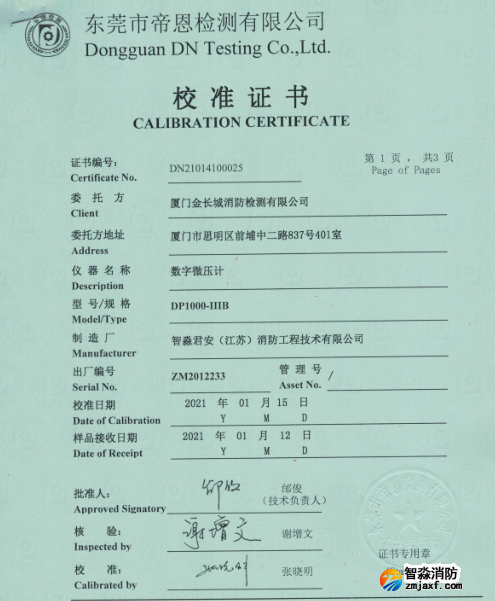 东莞市帝恩检测有限公司
Dongguan DN Testing Co.,Ltd.
校 准 证 书
CALIBRATION CERTIFICATE
证书编号： DN21014100025 第 1 页 ，共3 页
Certificate No. Page of Pages
委 托 方 厦门金长城消防检测有限公司
Client
委托方地址 厦门市思明区前埔中二路837号401室
Address
仪 器 名 称 数字微压计
Description
型 号/规 格 DP1000-IIIB
Model/Type
制 造 厂 智淼君安（江苏）消防工程技术有限公司
Manufacturer
出厂编号 ZM2012233 管 理 号 /
Serial No. Asset No.
校准日期 2021 年 01 月 15 日
Date of Calibration Y M D
样品接收日期 2021 年 01 月 12 日
Date of Receipt Y M D
批准人： 邰俊
Approved Signatory （技术负责人）
核 验： 谢增文 谢增文
Inspected by
校 准： 张晓明
Calibrated by
证书专用章
智淼消防
zmjaxf.com